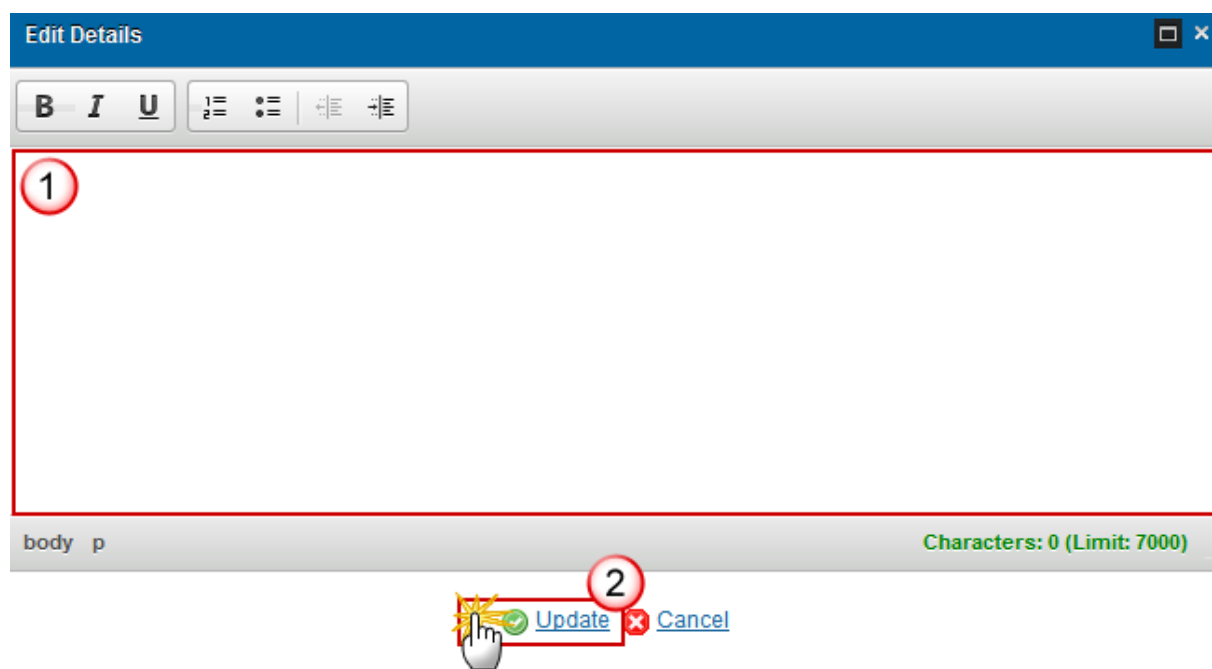 Edit Details
B I U
1
body p Characters: 0 (Limit: 7000)
2
Update Cancel